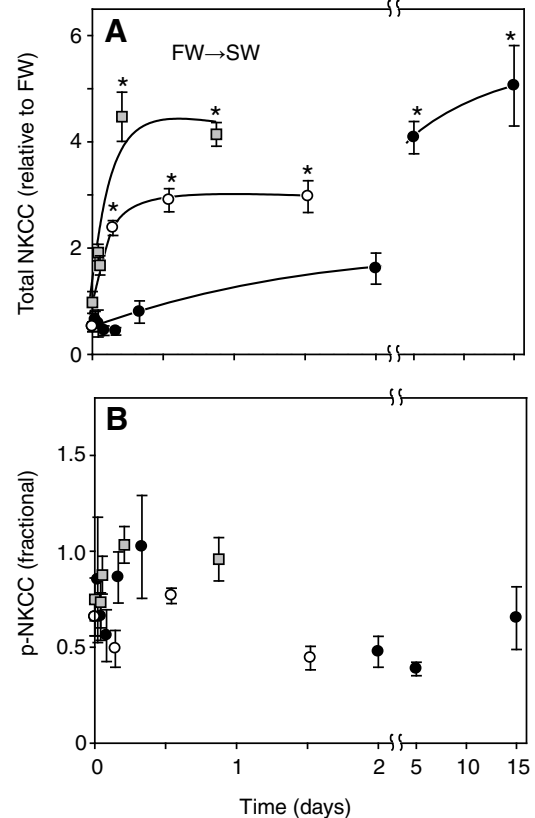 A
FW→SW
Total NKCC (relative to FW)
6
4
2
0
*
*
*
*
*
*
*
B
p-NKCC (fractional)
1.5
1.0
0.5
0
0 1 2 5 10 15
Time (days)